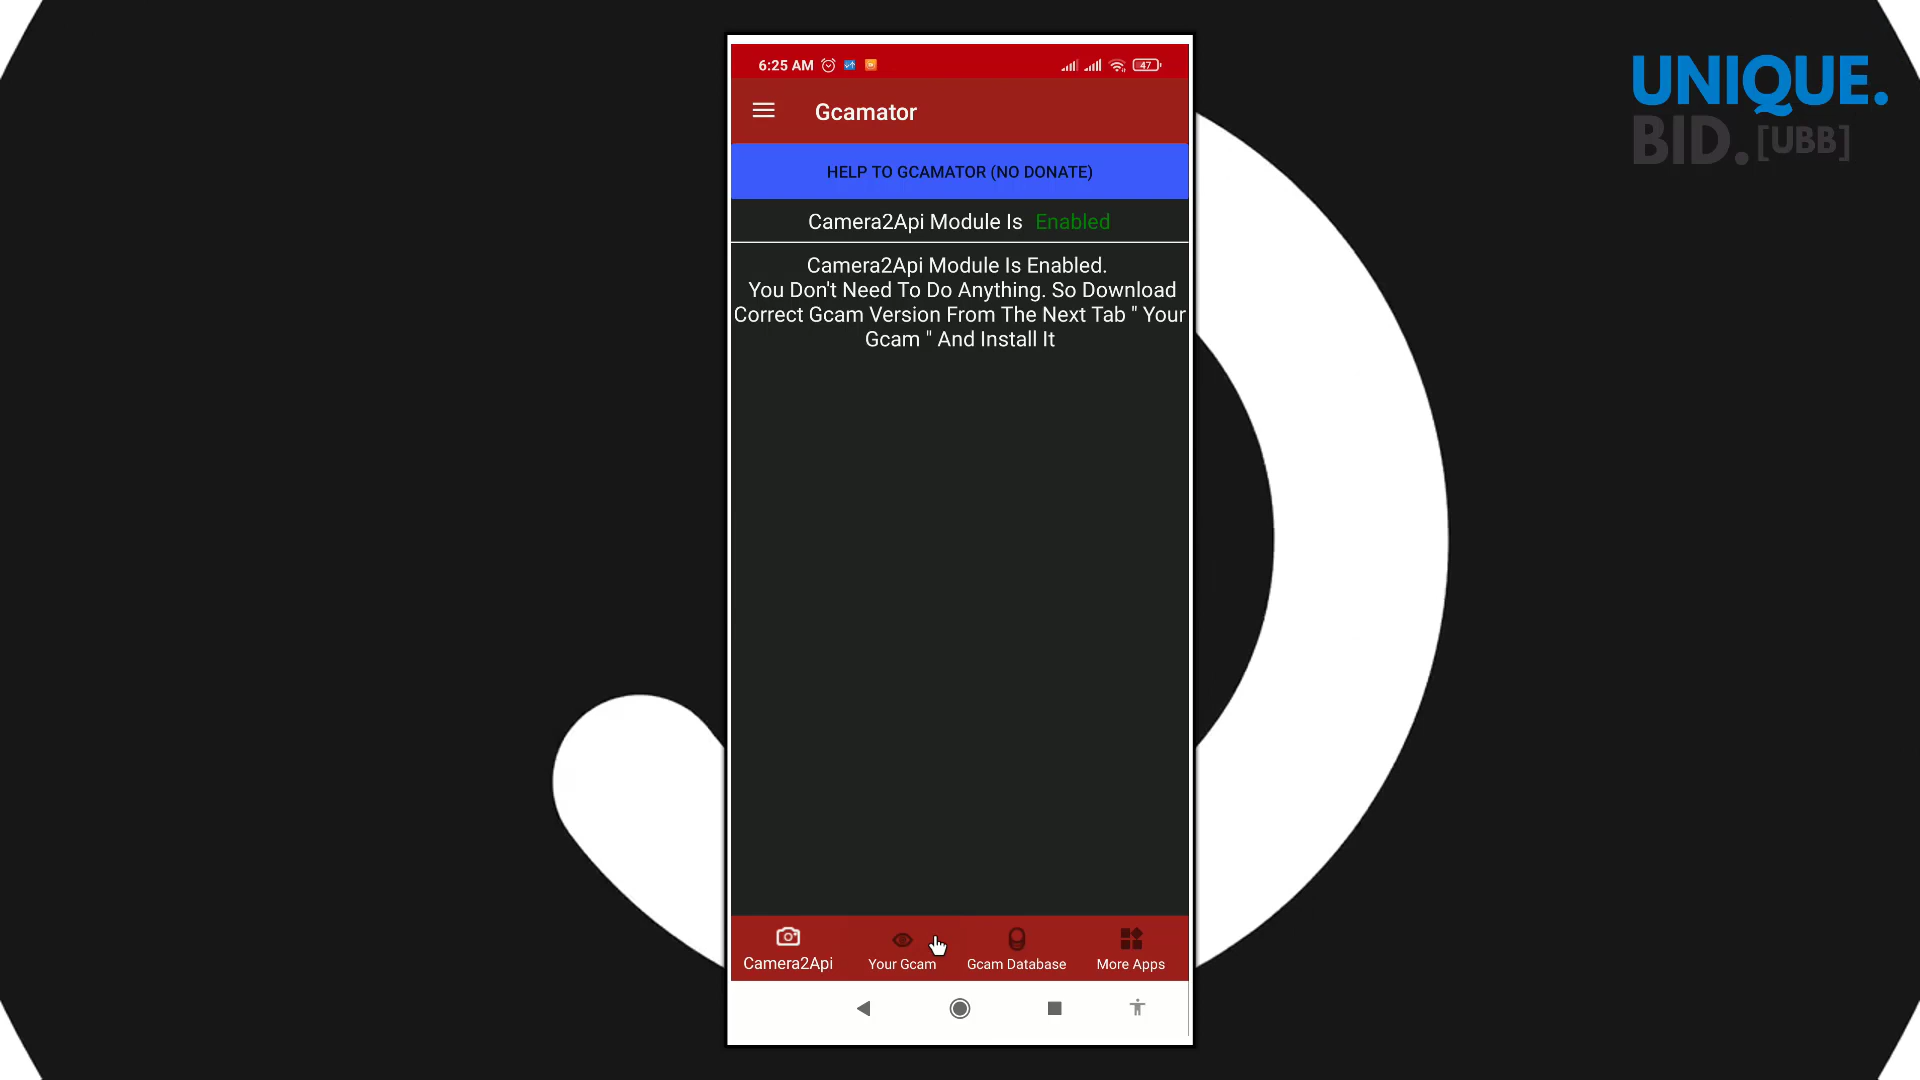 6:25 AM
47
UNIQUE.
BID. [UBB]
Gcamator
HELP TO GCAMATOR (NO DONATE)
Camera2Api Module Is Enabled
Camera2Api Module Is Enabled.
You Don't Need To Do Anything. So Download
Correct Gcam Version From The Next Tab " Your
Gcam " And Install It
Camera2Api
Your Gcam
Gcam Database
More Apps